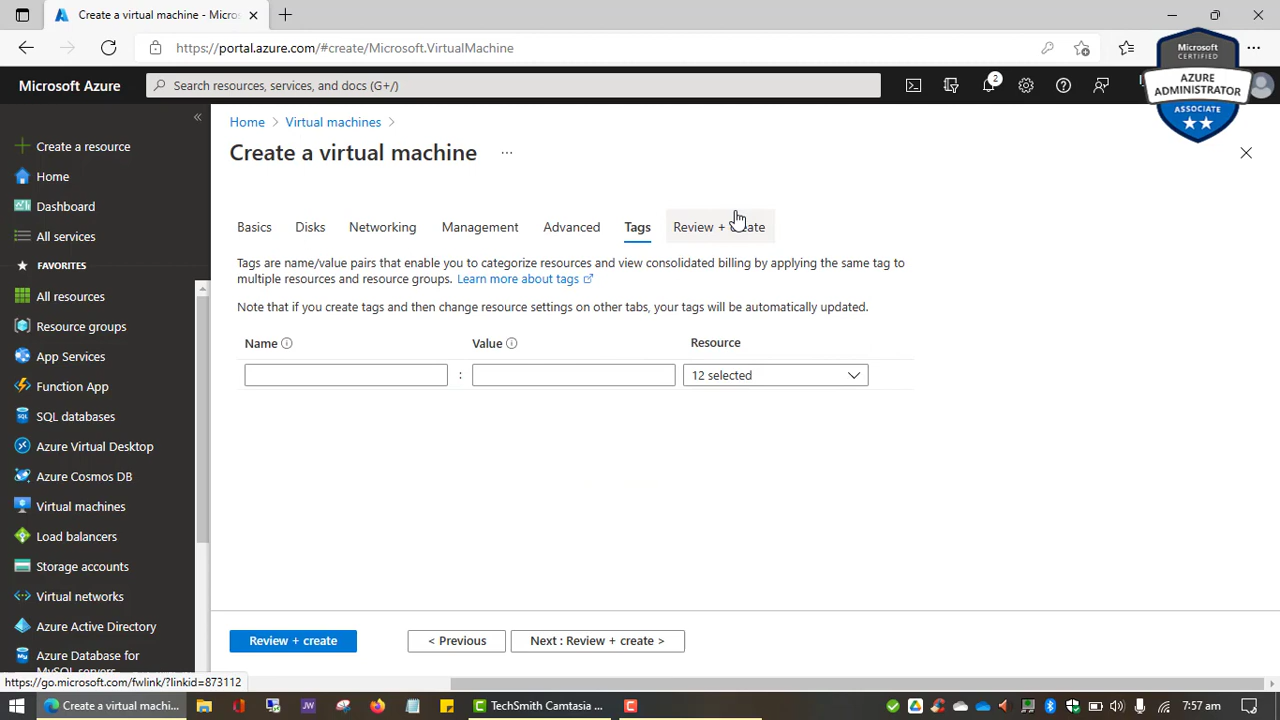 Create a virtual machine - Micros
https://portal.azure.com/#create/Microsoft.VirtualMachine
Microsoft Azure
Search resources, services, and docs (G+/)
2
Microsoft
CERTIFIED
AZURE
ADMINISTRATOR
ASSOCIATE
Create a resource
Home
Dashboard
All services
FAVORITES
All resources
Resource groups
App Services
Function App
SQL databases
Azure Virtual Desktop
Azure Cosmos DB
Virtual machines
Load balancers
Storage accounts
Virtual networks
Azure Active Directory
Azure Database for
MySQL servers
Home > Virtual machines >
Create a virtual machine ...
Basics Disks Networking Management Advanced Tags Review + create
Tags are name/value pairs that enable you to categorize resources and view consolidated billing by applying the same tag to
multiple resources and resource groups. Learn more about tags
Note that if you create tags and then change resource settings on other tabs, your tags will be automatically updated.
Name Value Resource
: 12 selected
Review + create < Previous Next : Review + create >
https://go.microsoft.com/fwlink/?linkid=873112
Create a virtual machi... JW TechSmith Camtasia ... 7:57 am